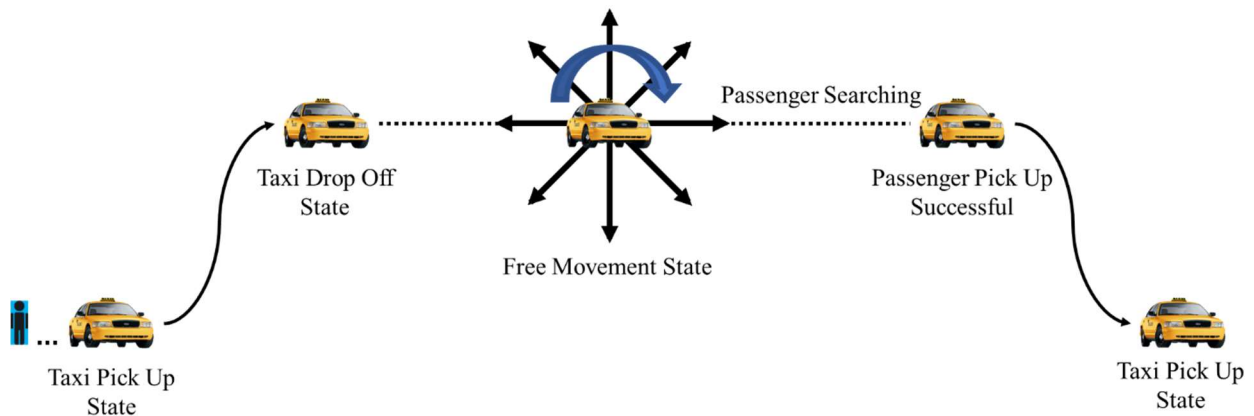 Passenger Searching
Taxi Drop Off
State
Passenger Pick Up
Successful
Free Movement State
...
Taxi Pick Up
State
Taxi Pick Up
State